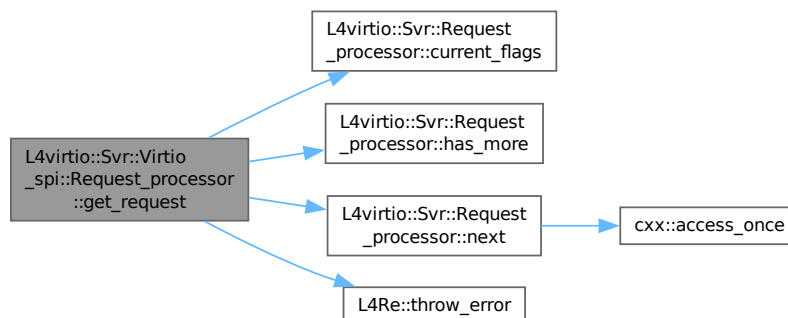 L4virtio::Svr::Request
_processor::current_flags
L4virtio::Svr::Request
_processor::has_more
L4virtio::Svr::Virtio
_spi::Request_processor
::get_request
L4virtio::Svr::Request
_processor::next
cxx::access_once
L4Re::throw_error